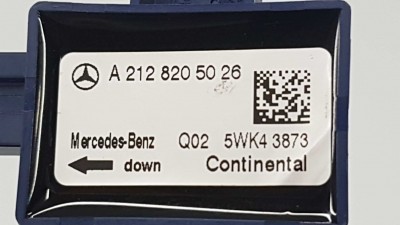 A 212 820 50 26
Mercedes-Benz Q02 5WK4 3873
down Continental